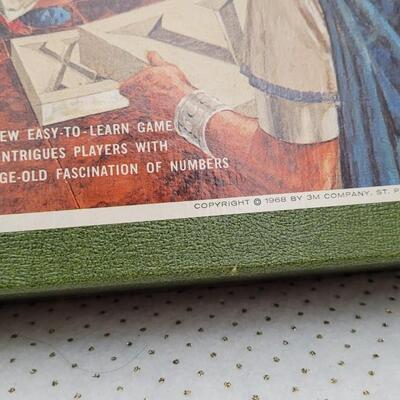 EW EASY-TO-LEARN GAME
NTRIGUES PLAYERS WITH
GE-OLD FASCINATION OF NUMBERS
COPYRIGHT © 1968 BY 3M COMPANY, ST. P